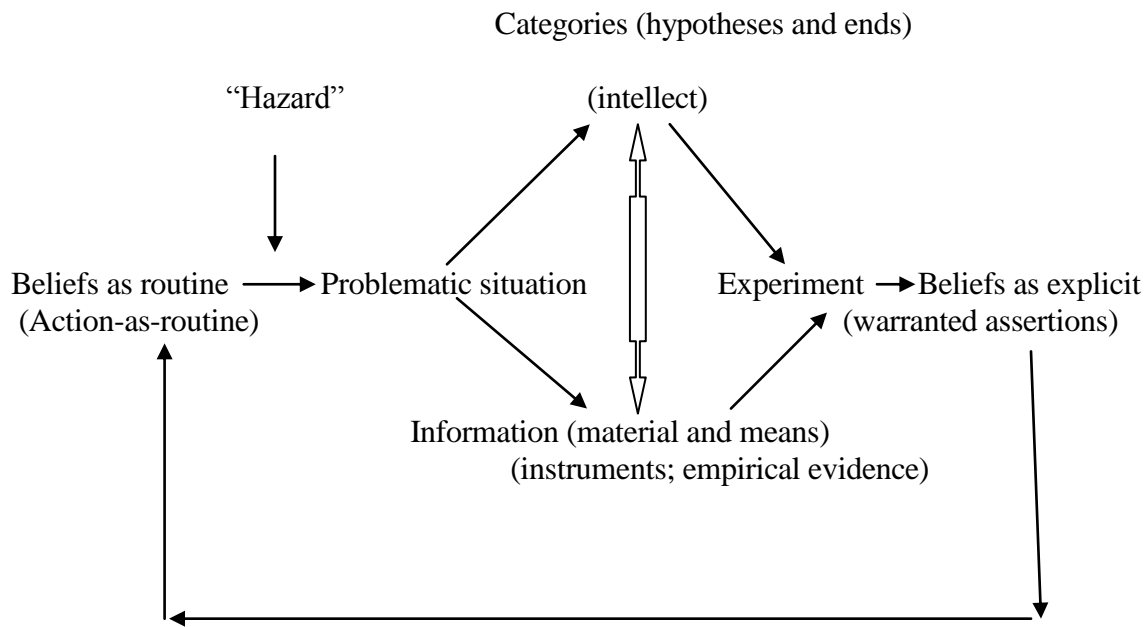 Categories (hypotheses and ends)
“Hazard”
(intellect)
Beliefs as routine
(Action-as-routine)
Problematic situation
Experiment
Beliefs as explicit
(warranted assertions)
Information (material and means)
(instruments; empirical evidence)